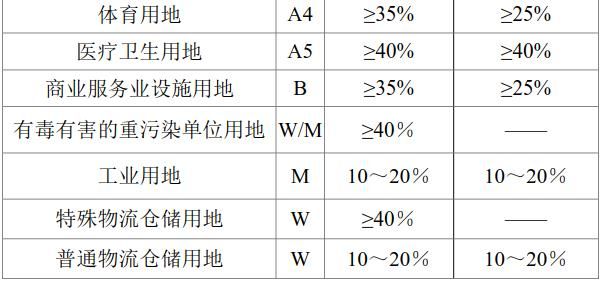 体育用地 A4 ≥35% ≥25%
医疗卫生用地 A5 ≥40% ≥40%
商业服务业设施用地 B ≥35% ≥25%
有毒有害的重污染单位用地 W/M ≥40% ——
工业用地 M 10～20% 10～20%
特殊物流仓储用地 W ≥40% ——
普通物流仓储用地 W 10～20% 10～20%